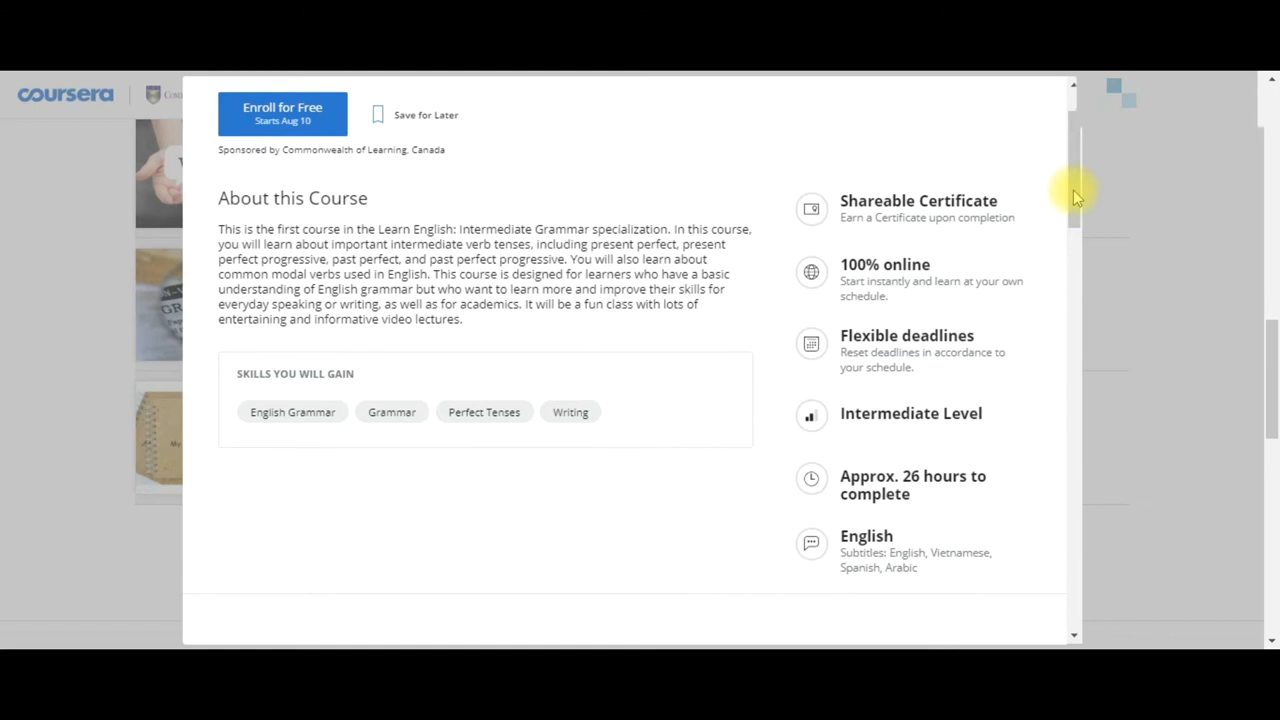 coursera
Enroll for Free
Starts Aug 10
Save for Later
Sponsored by Commonwealth of Learning, Canada
About this Course
This is the first course in the Learn English: Intermediate Grammar specialization. In this course,
you will learn about important intermediate verb tenses, including present perfect, present
perfect progressive, past perfect, and past perfect progressive. You will also learn about
common modal verbs used in English. This course is designed for learners who have a basic
understanding of English grammar but who want to learn more and improve their skills for
everyday speaking or writing, as well as for academics. It will be a fun class with lots of
entertaining and informative video lectures.
SKILLS YOU WILL GAIN
English Grammar
Grammar
Perfect Tenses
Writing
Shareable Certificate
Earn a Certificate upon completion
100% online
Start instantly and learn at your own
schedule.
Flexible deadlines
Reset deadlines in accordance to
your schedule.
Intermediate Level
Approx. 26 hours to
complete
English
Subtitles: English, Vietnamese,
Spanish, Arabic